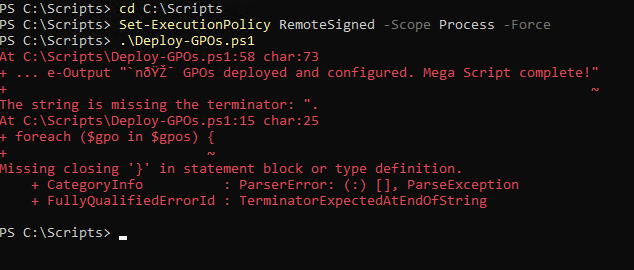 PS C:\Scripts> cd C:\Scripts
PS C:\Scripts> Set-ExecutionPolicy RemoteSigned -Scope Process -Force
PS C:\Scripts> .\Deploy-GPOs.ps1
At C:\Scripts\Deploy-GPOs.ps1:58 char:73
+ ... e-Output "`nðŸŽ¯ GPOs deployed and configured. Mega Script complete!"
+                                                                         ~
The string is missing the terminator: ".
At C:\Scripts\Deploy-GPOs.ps1:15 char:25
+ foreach ($gpo in $gpos) {
+                         ~
Missing closing '}' in statement block or type definition.
    + CategoryInfo          : ParserError: (:) [], ParseException
    + FullyQualifiedErrorId : TerminatorExpectedAtEndOfString
PS C:\Scripts> _